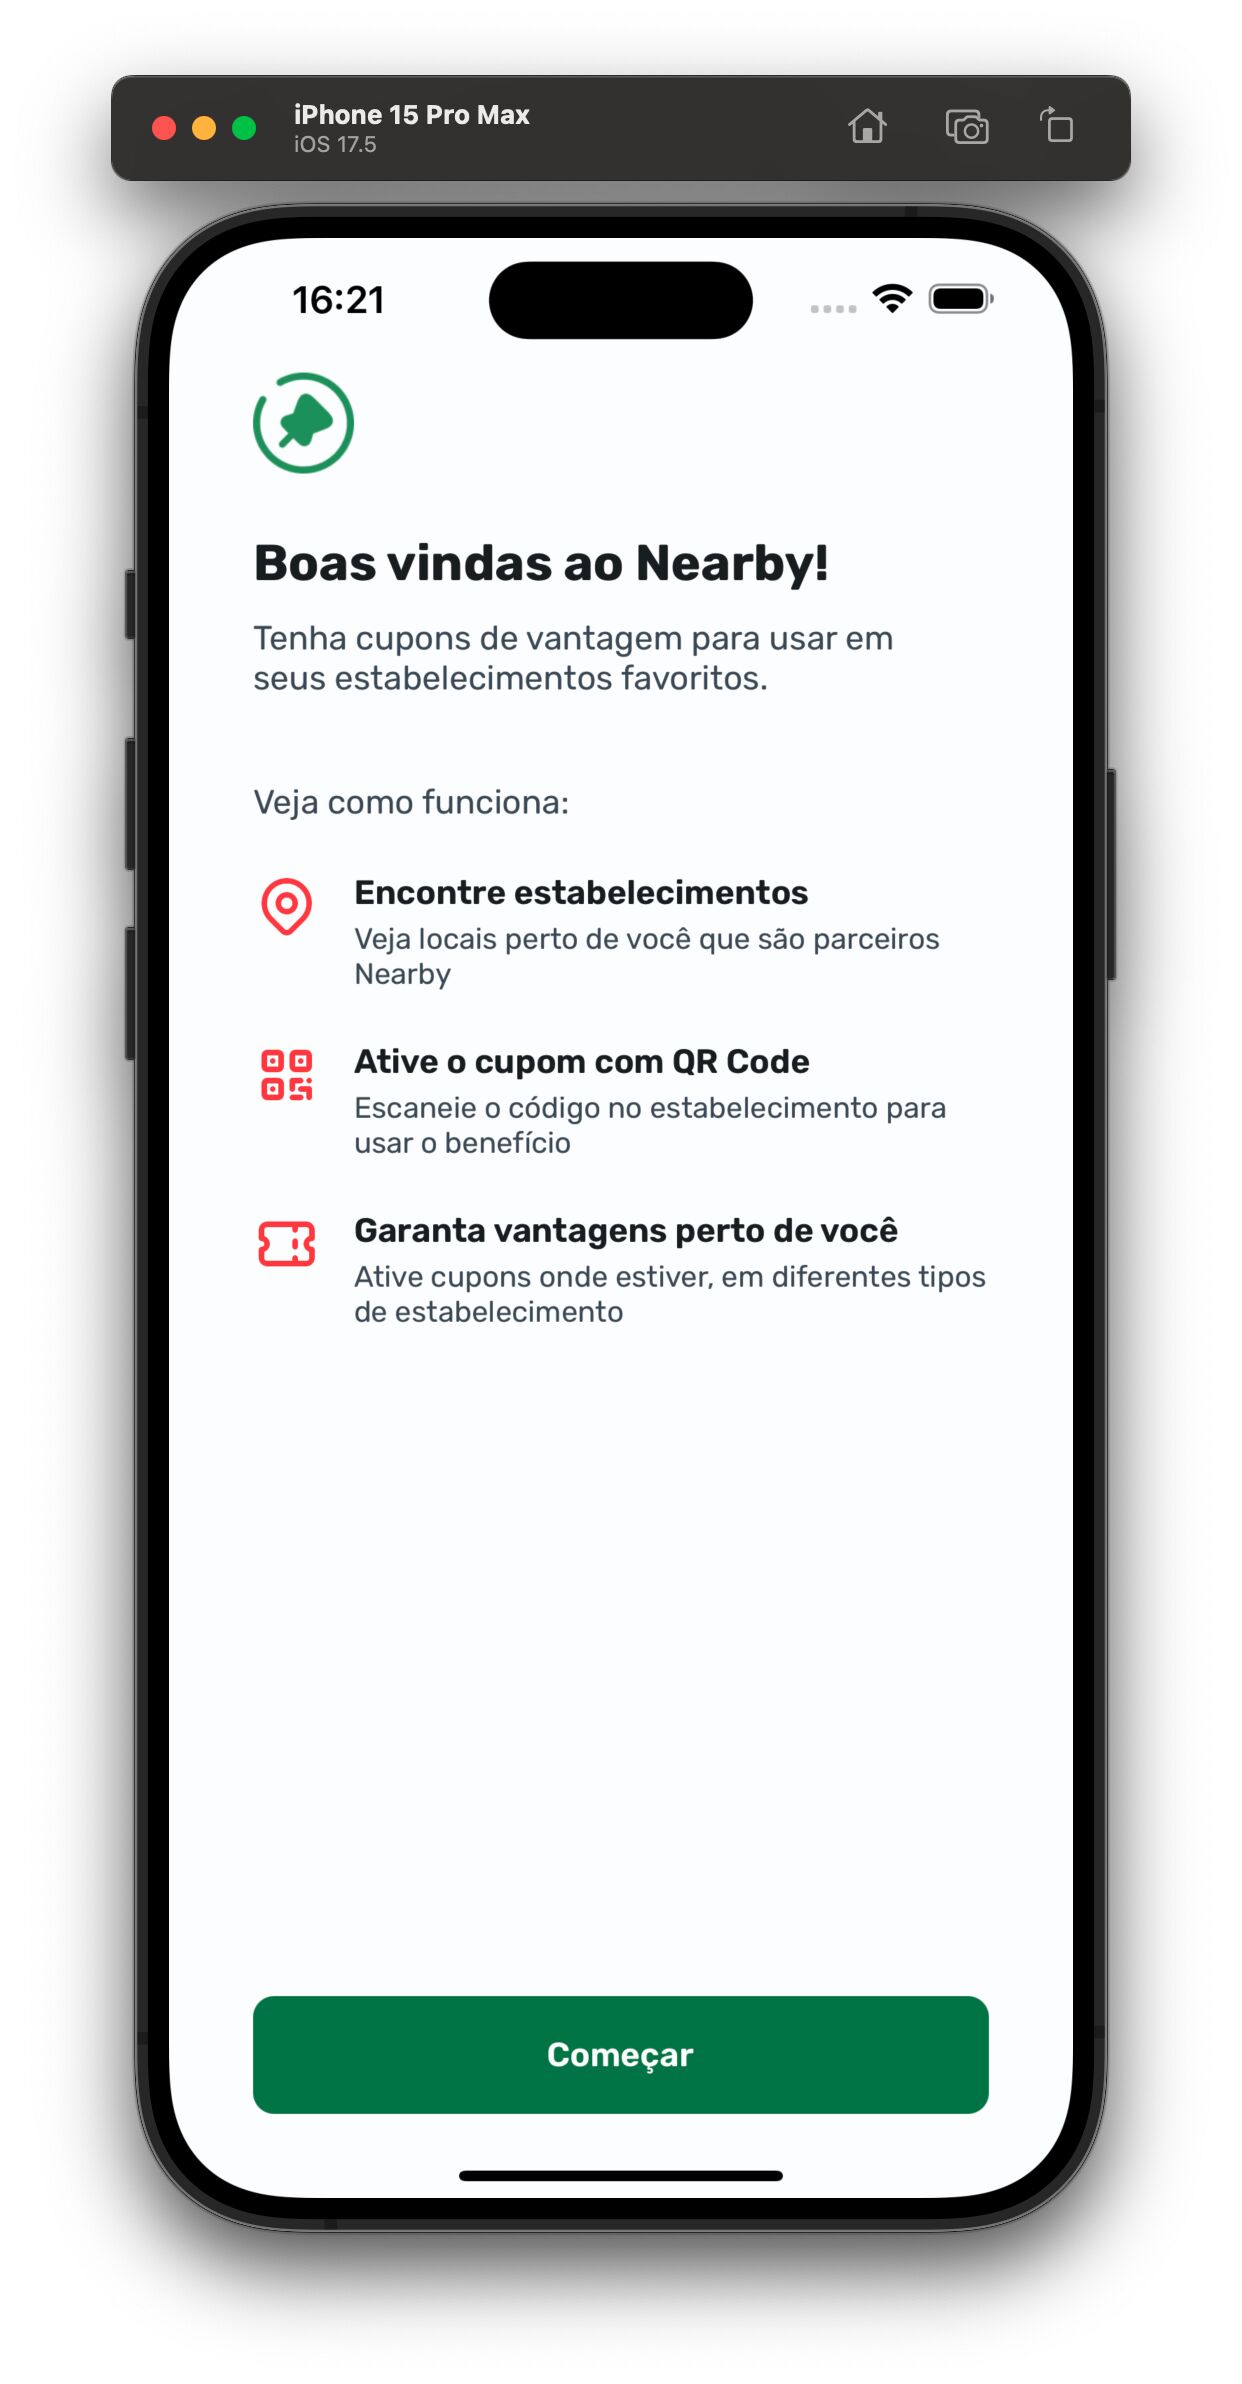 iPhone 15 Pro Max
iOS 17.5
16:21
Boas vindas ao Nearby!
Tenha cupons de vantagem para usar em
seus estabelecimentos favoritos.
Veja como funciona:
Encontre estabelecimentos
Veja locais perto de você que são parceiros
Nearby
Ative o cupom com QR Code
Escaneie o código no estabelecimento para
usar o benefício
Garanta vantagens perto de você
Ative cupons onde estiver, em diferentes tipos
de estabelecimento
Começar